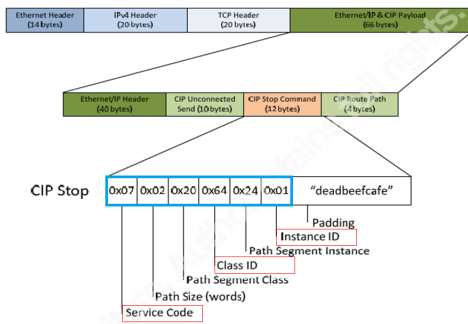 Ethernet Header
(14 bytes)
IPv4 Header
(20 bytes)
TCP Header
(20 bytes)
Ethernet/IP & CIP Payload
(66 bytes)
Ethernet/IP Header
(40 bytes)
CIP Unconnected
Send (10 bytes)
CIP Stop Command
(12 bytes)
CIP Route Path
(4 bytes)
CIP Stop
0x07 0x02 0x20 0x64 0x24 0x01 "deadbeefcafe"
Padding
Instance ID
Path Segment Instance
Class ID
Path Segment Class
Path Size (words)
Service Code